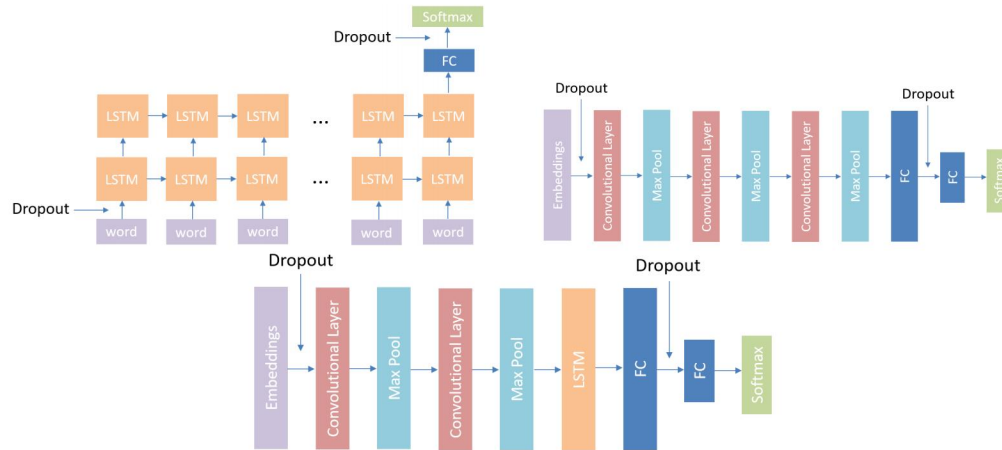 Softmax
Dropout
FC
LSTM LSTM LSTM ... LSTM LSTM
LSTM LSTM LSTM ... LSTM LSTM
Dropout
word word word word word
Dropout Dropout
Embeddings Convolutional Layer Max Pool Convolutional Layer Max Pool Convolutional Layer Max Pool FC FC Softmax
Dropout Dropout
Embeddings Convolutional Layer Max Pool Convolutional Layer Max Pool LSTM FC FC Softmax